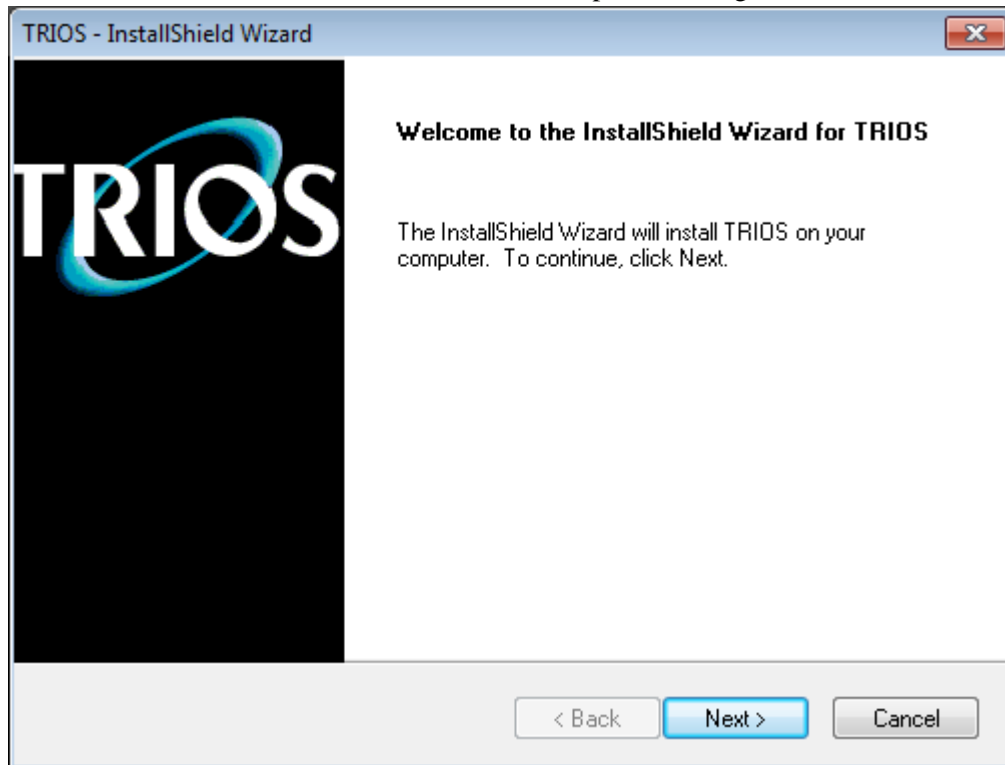 TRIOS - InstallShield Wizard
TRIOS
Welcome to the InstallShield Wizard for TRIOS
The InstallShield Wizard will install TRIOS on your
computer. To continue, click Next.
< Back
Next >
Cancel